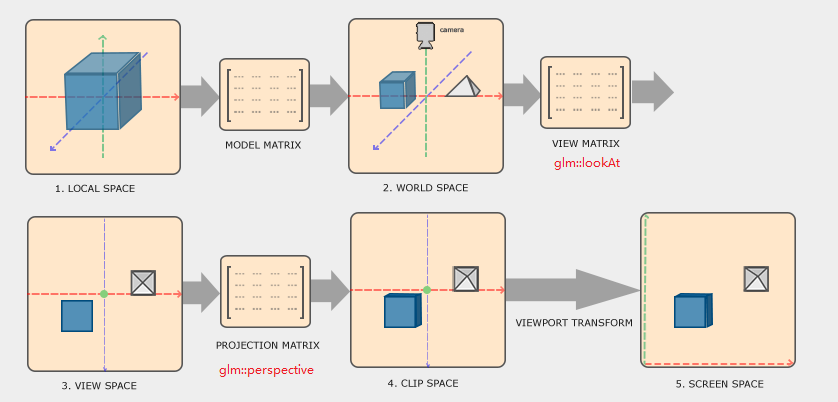 camera
MODEL MATRIX
VIEW MATRIX
glm::lookAt
1. LOCAL SPACE
2. WORLD SPACE
VIEWPORT TRANSFORM
PROJECTION MATRIX
glm::perspective
3. VIEW SPACE
4. CLIP SPACE
5. SCREEN SPACE